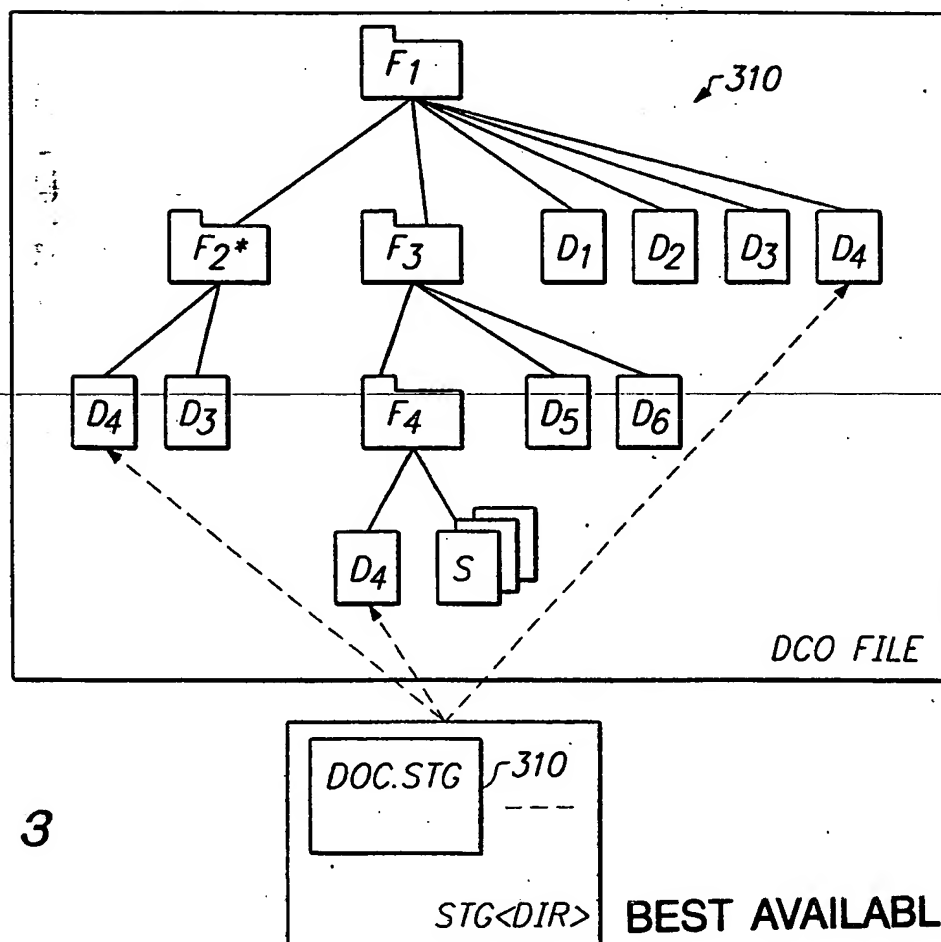 F1
310
F2* F3 D1 D2 D3 D4
D4 D3 F4 D5 D6
D4 S
DCO FILE
DOC.STG 310
3
STG<DIR>
BEST AVAILABL